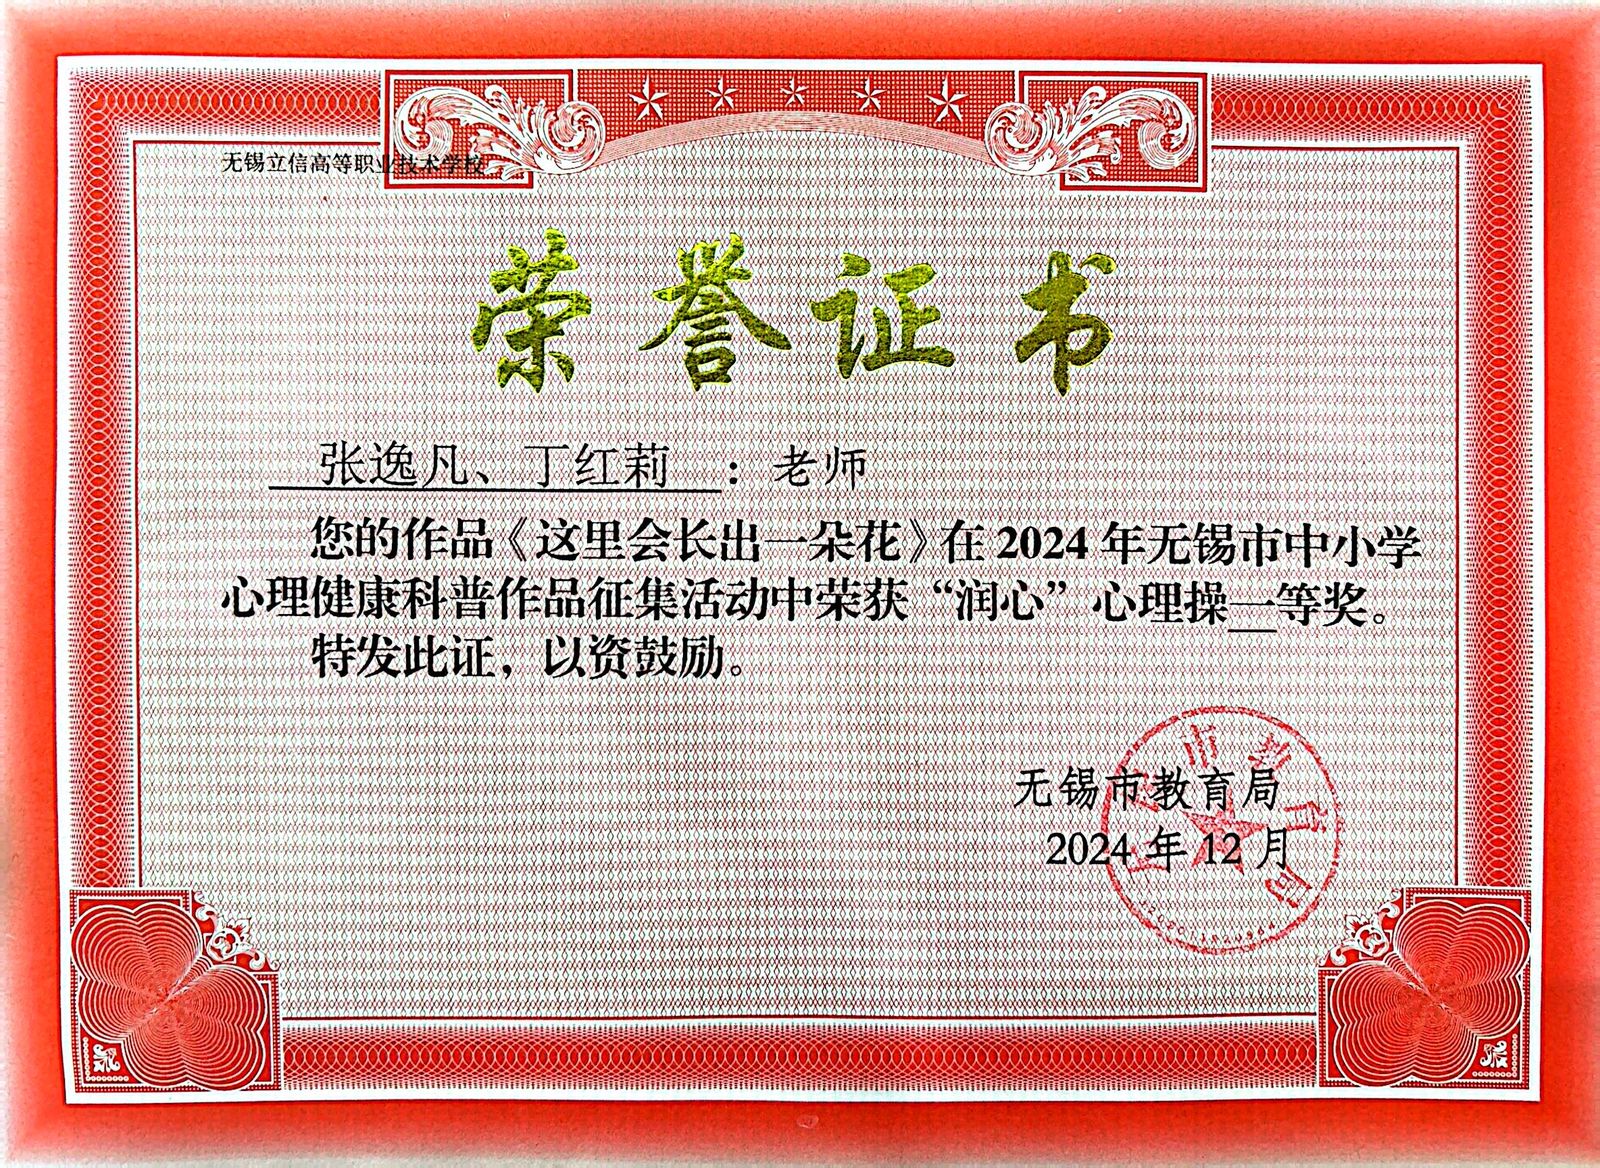 无锡立信高等职业技术学校
荣誉证书
张逸凡、丁红莉：老师
您的作品《这里会长出一朵花》在2024年无锡市中小学
心理健康科普作品征集活动中荣获“润心”心理操一等奖。
特发此证，以资鼓励。
无锡市教育局
2024年12月